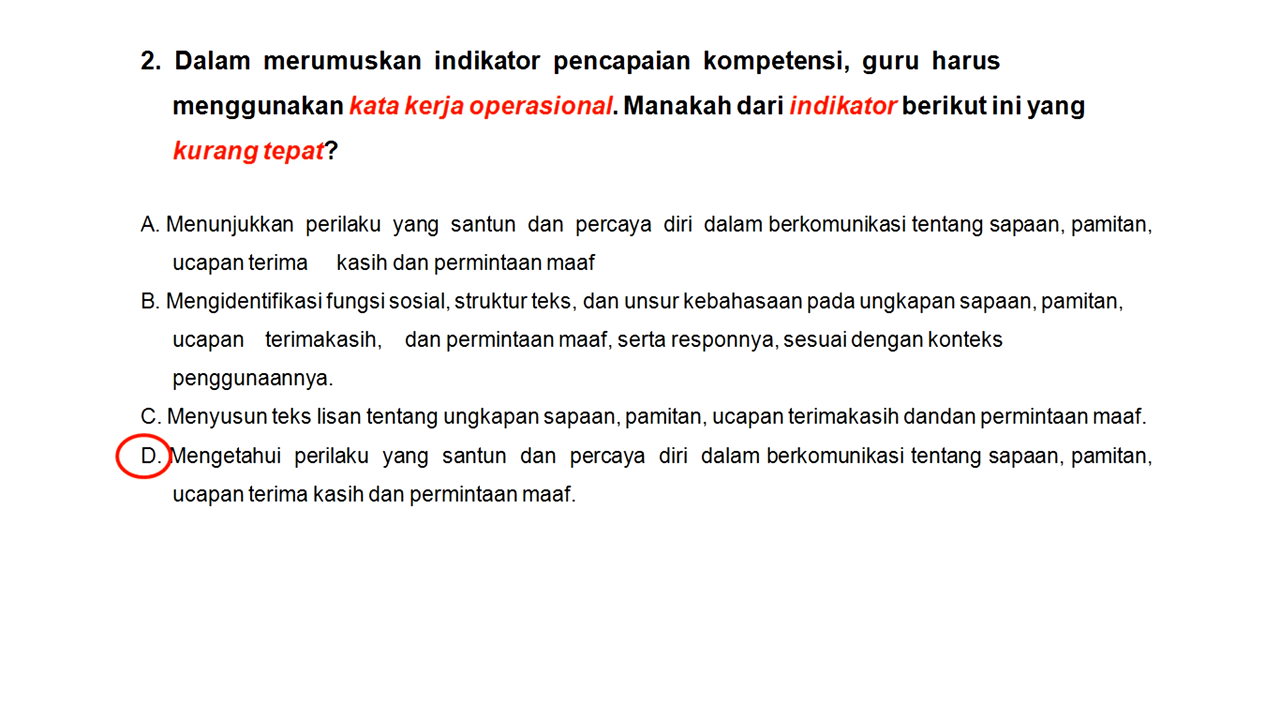 2. Dalam merumuskan indikator pencapaian kompetensi, guru harus
menggunakan kata kerja operasional. Manakah dari indikator berikut ini yang
kurang tepat?
A. Menunjukkan perilaku yang santun dan percaya diri dalam berkomunikasi tentang sapaan, pamitan,
ucapan terima kasih dan permintaan maaf
B. Mengidentifikasi fungsi sosial, struktur teks, dan unsur kebahasaan pada ungkapan sapaan, pamitan,
ucapan terimakasih, dan permintaan maaf, serta responnya, sesuai dengan konteks
penggunaannya.
C. Menyusun teks lisan tentang ungkapan sapaan, pamitan, ucapan terimakasih dandan permintaan maaf.
D. Mengetahui perilaku yang santun dan percaya diri dalam berkomunikasi tentang sapaan, pamitan,
ucapan terima kasih dan permintaan maaf.